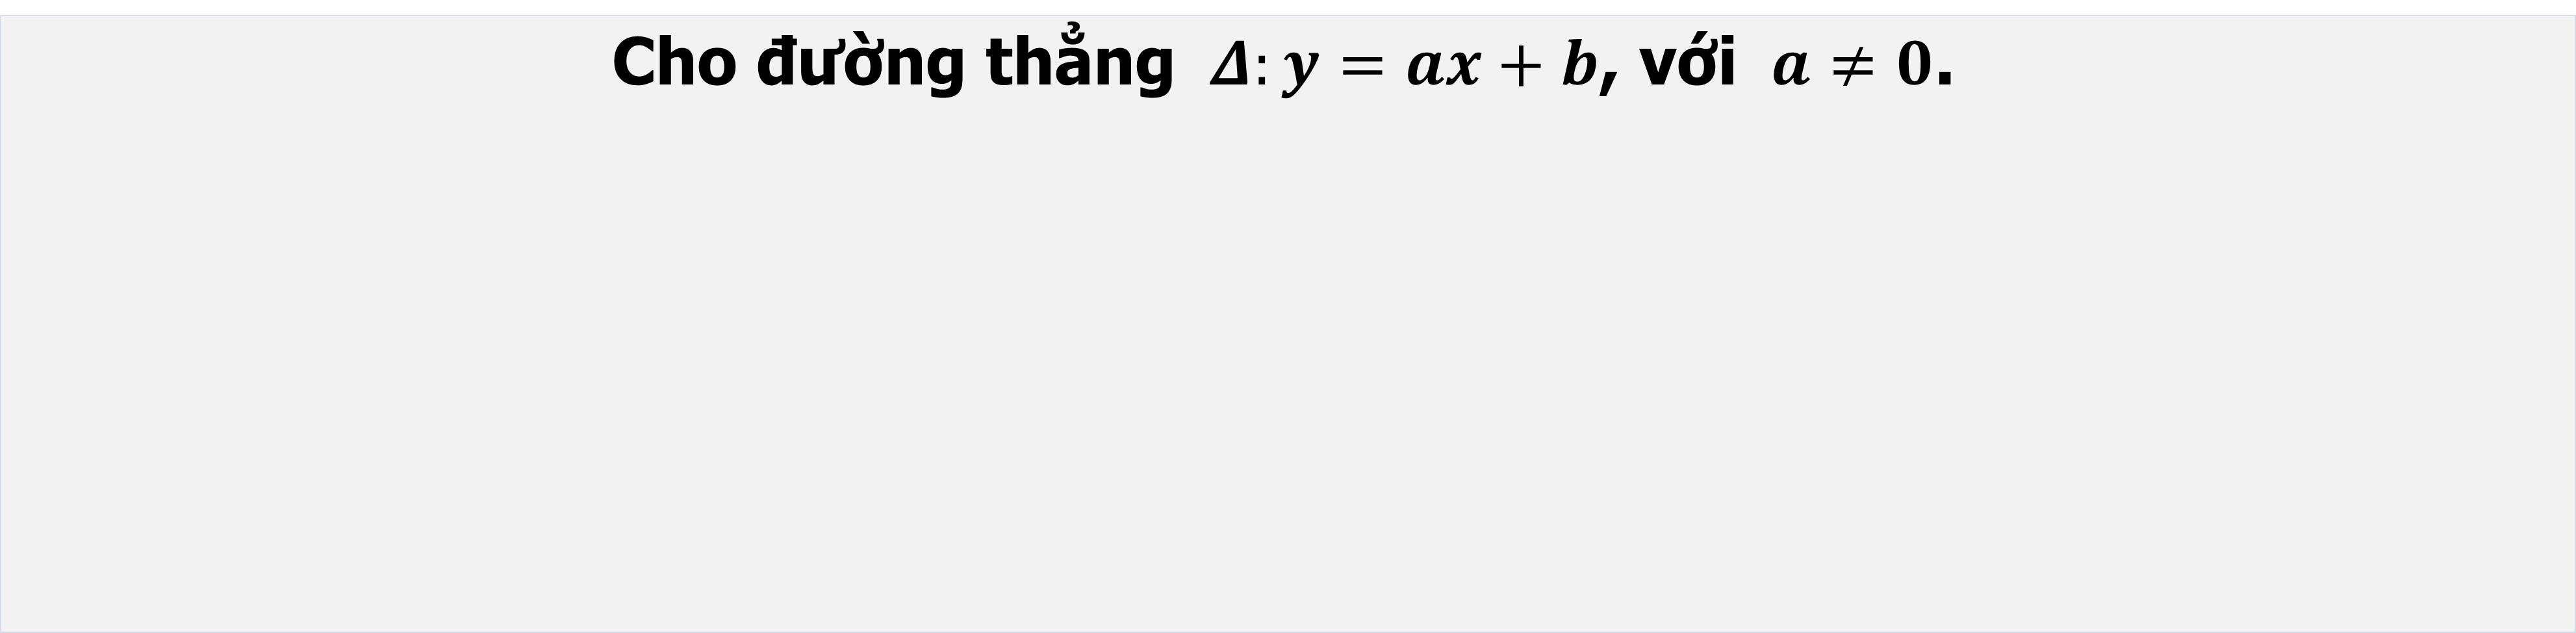 Cho đường thẳng Δ: y = ax + b, với a ≠ 0.